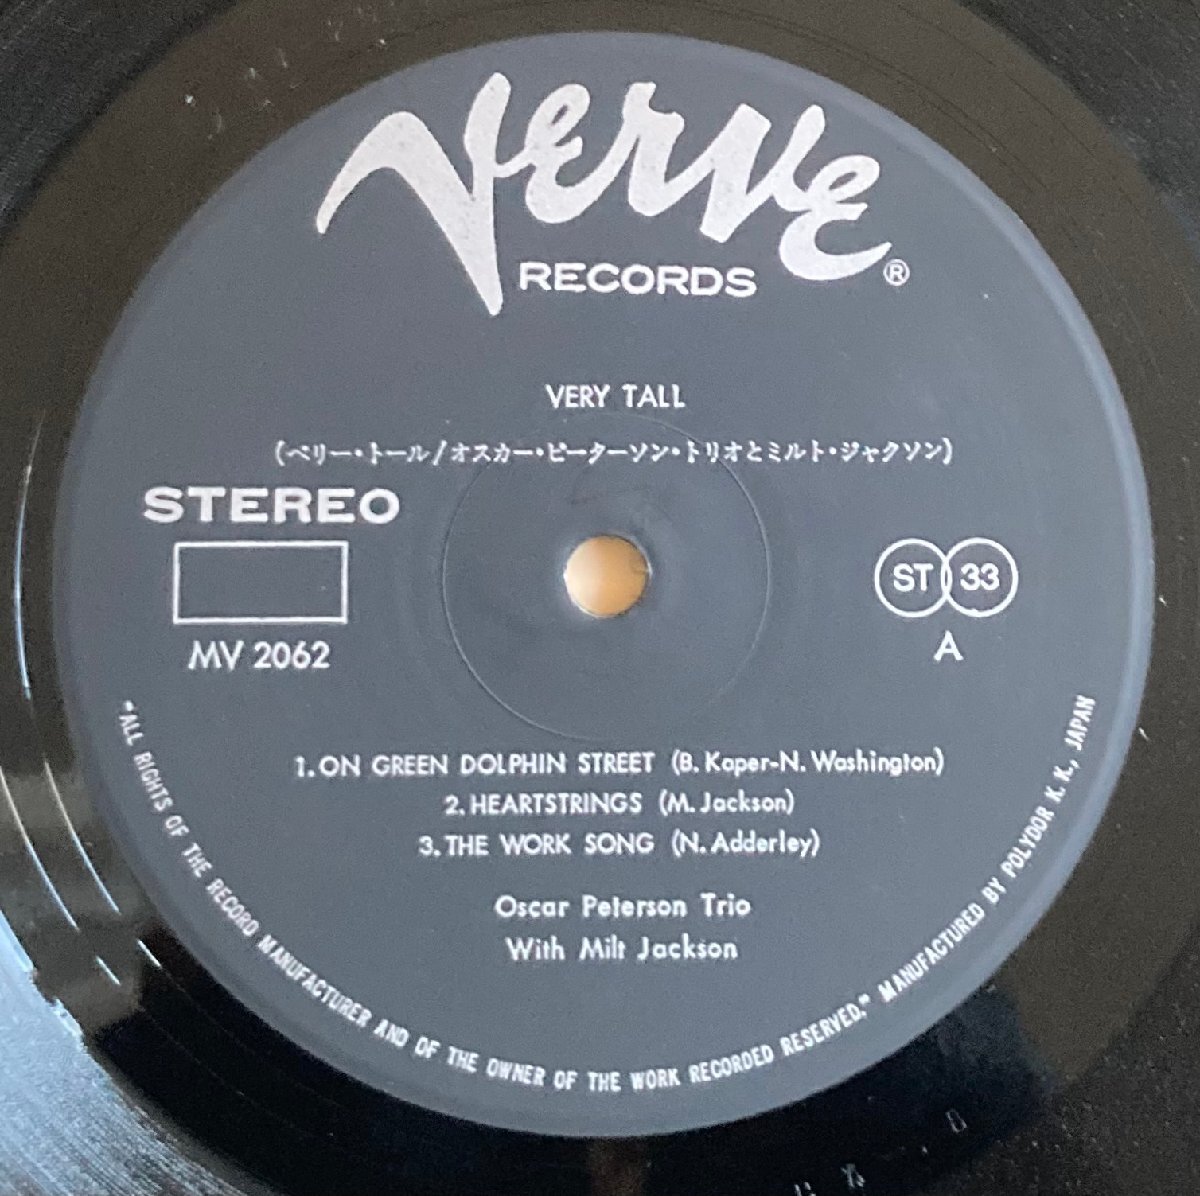 Verve
RECORDS®
VERY TALL
(ベリー・トール/オスカー・ピーターソン・トリオとミルト・ジャクソン)
STEREO
MV 2062
ST 33
A
1. ON GREEN DOLPHIN STREET (B. Kaper-N. Washington)
2. HEARTSTRINGS (M. Jackson)
3. THE WORK SONG (N. Adderley)
Oscar Peterson Trio
With Milt Jackson
"ALL RIGHTS OF THE RECORD MANUFACTURER AND OF THE OWNER OF THE WORK RECORDED RESERVED." MANUFACTURED BY POLYDOR K. K., JAPAN